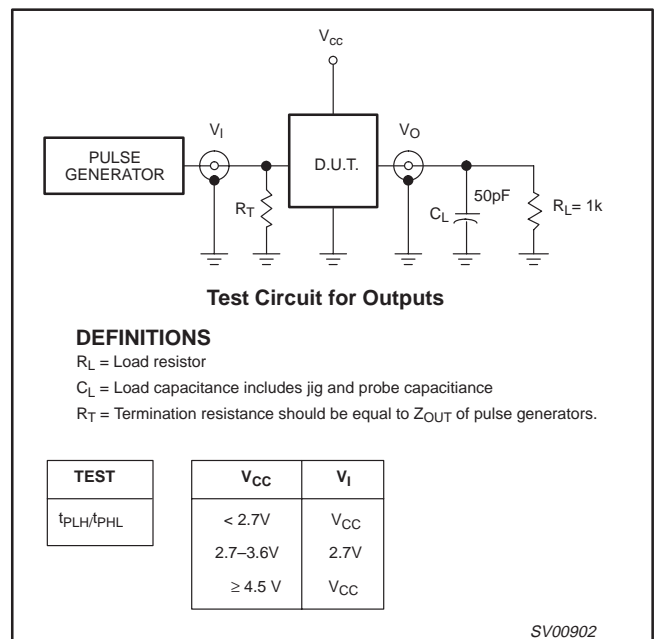 Vcc
PULSE
GENERATOR
VI
D.U.T.
VO
RT
50pF
CL
RL= 1k
Test Circuit for Outputs
DEFINITIONS
RL = Load resistor
CL = Load capacitance includes jig and probe capacitiance
RT = Termination resistance should be equal to ZOUT of pulse generators.
TEST
tPLH/tPHL
VCC VI
< 2.7V VCC
2.7–3.6V 2.7V
≥ 4.5 V VCC
SV00902